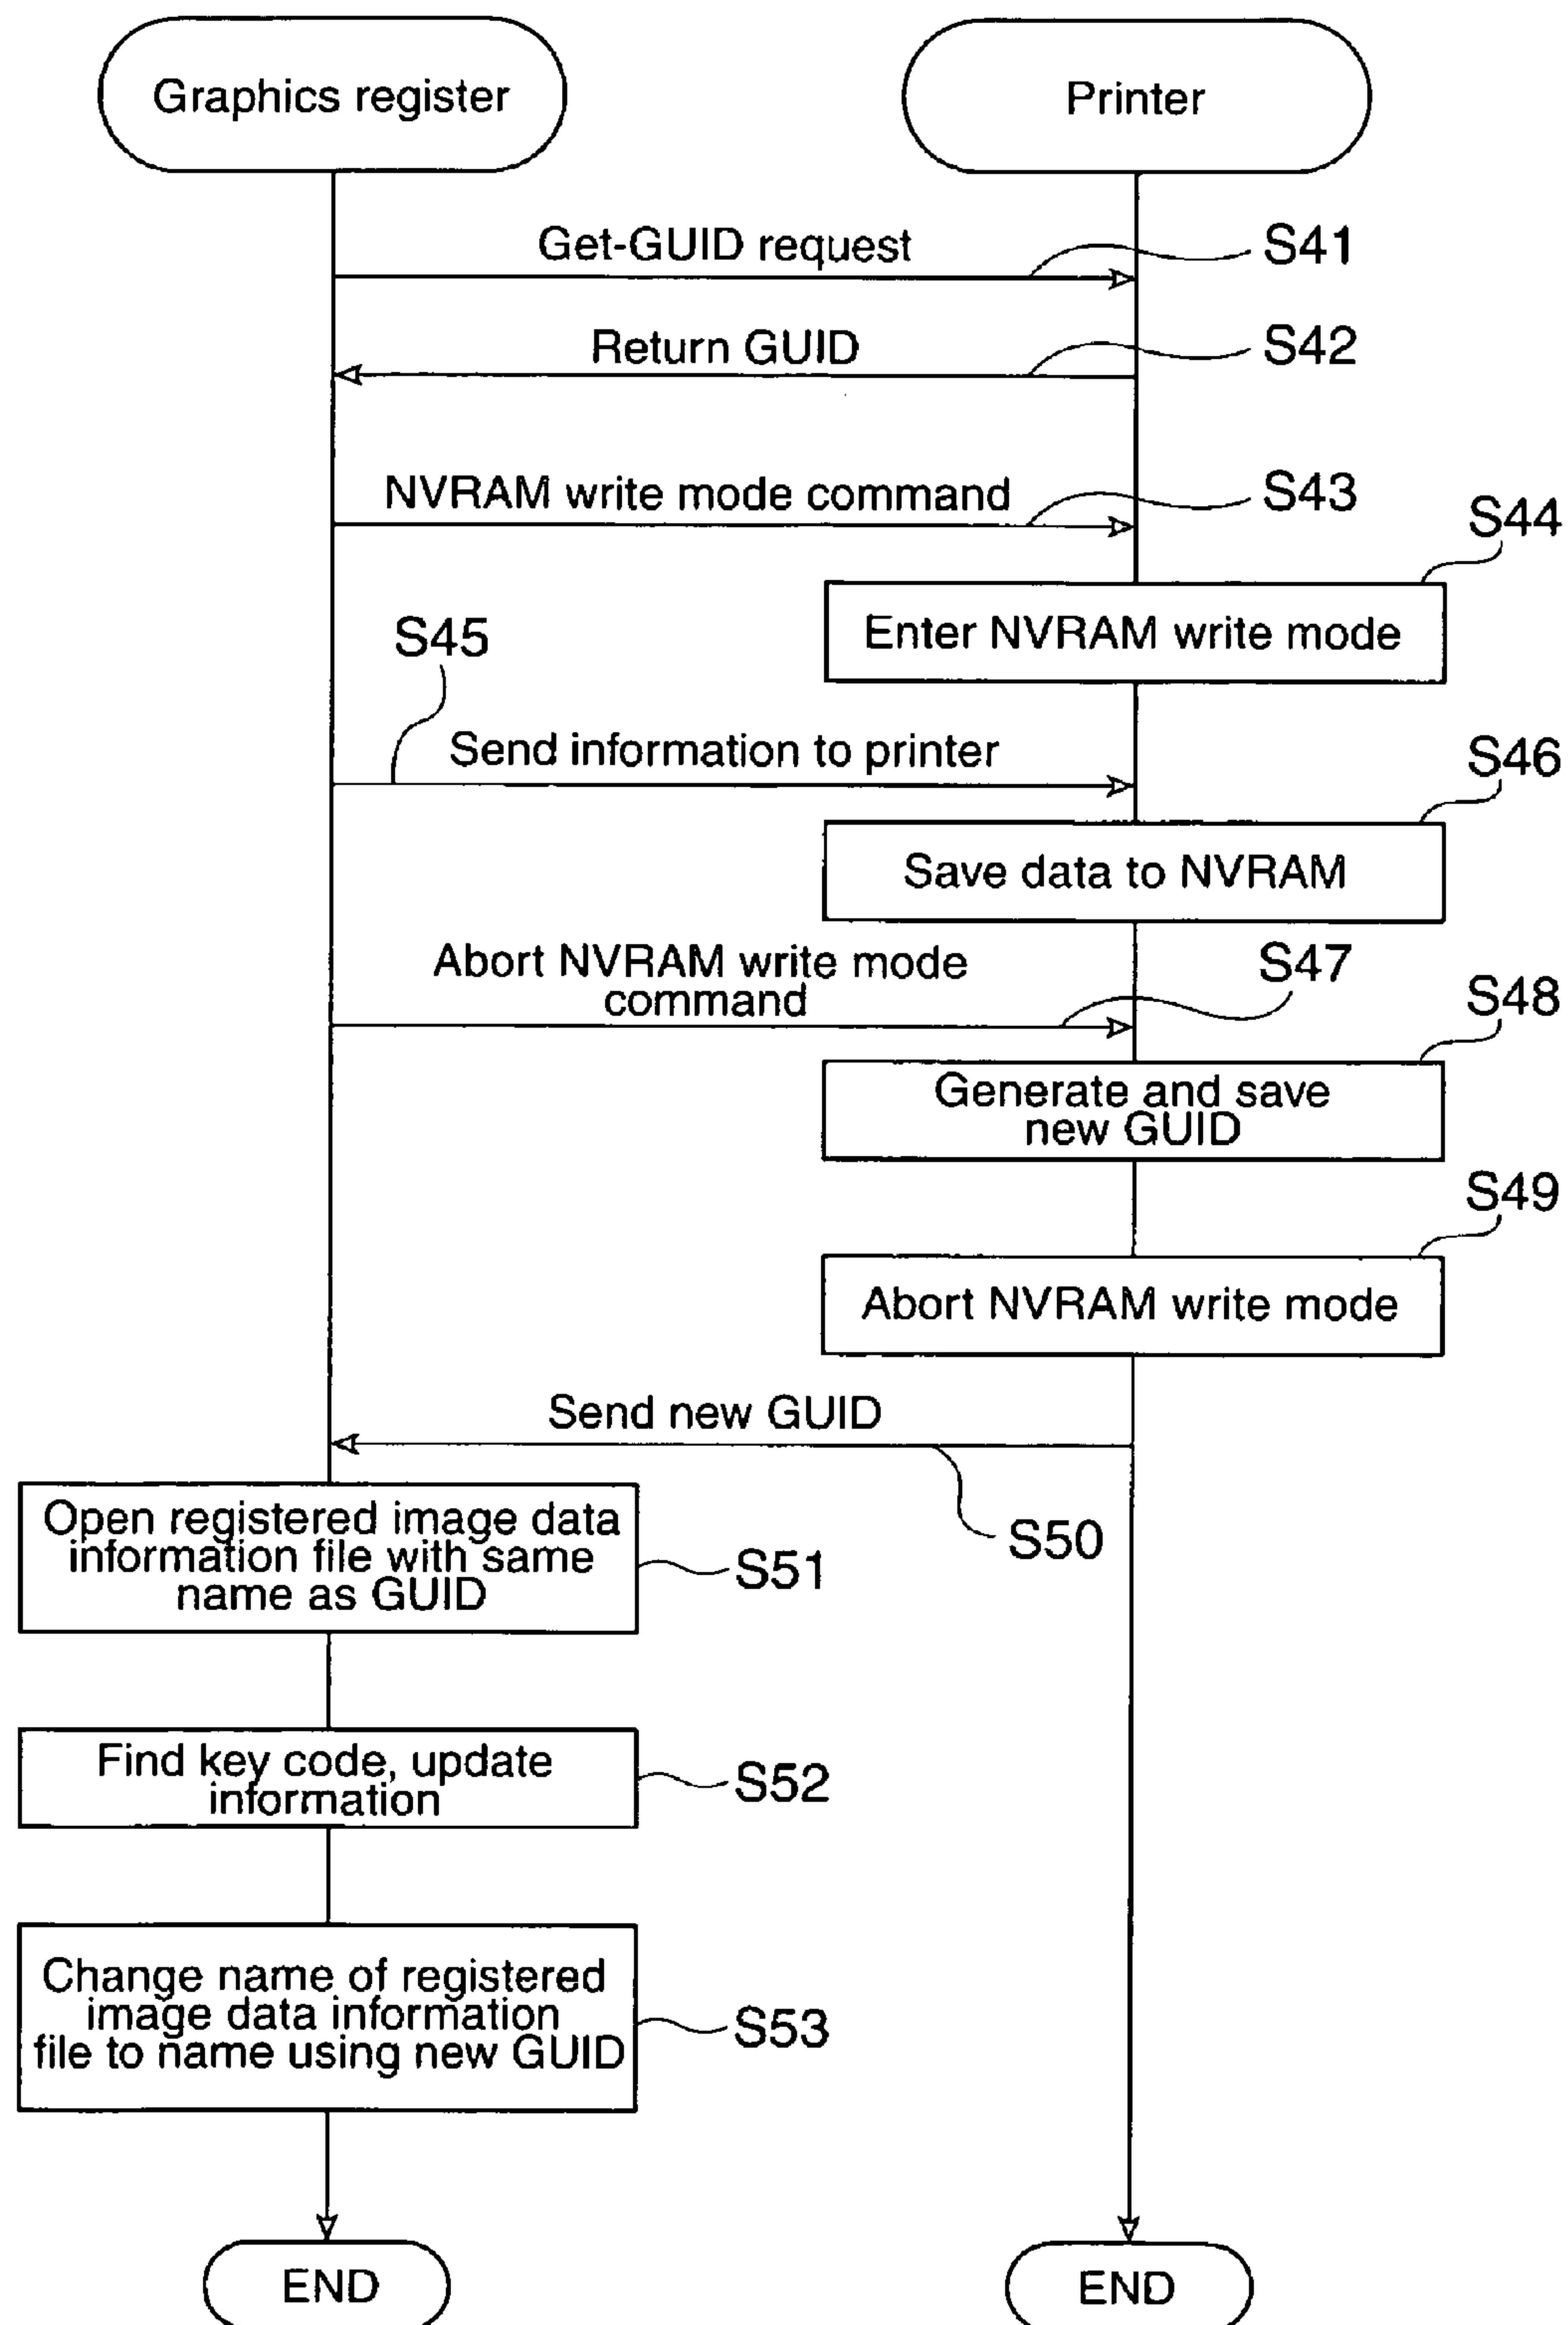 Graphics register
Printer
Get-GUID request
S41
Return GUID
S42
NVRAM write mode command
S43
S44
Enter NVRAM write mode
S45
Send information to printer
S46
Save data to NVRAM
Abort NVRAM write mode
command
S47
S48
Generate and save
new GUID
S49
Abort NVRAM write mode
Send new GUID
S50
Open registered image data
information file with same
name as GUID
S51
Find key code, update
information
S52
Change name of registered
image data information
file to name using new GUID
S53
END
END